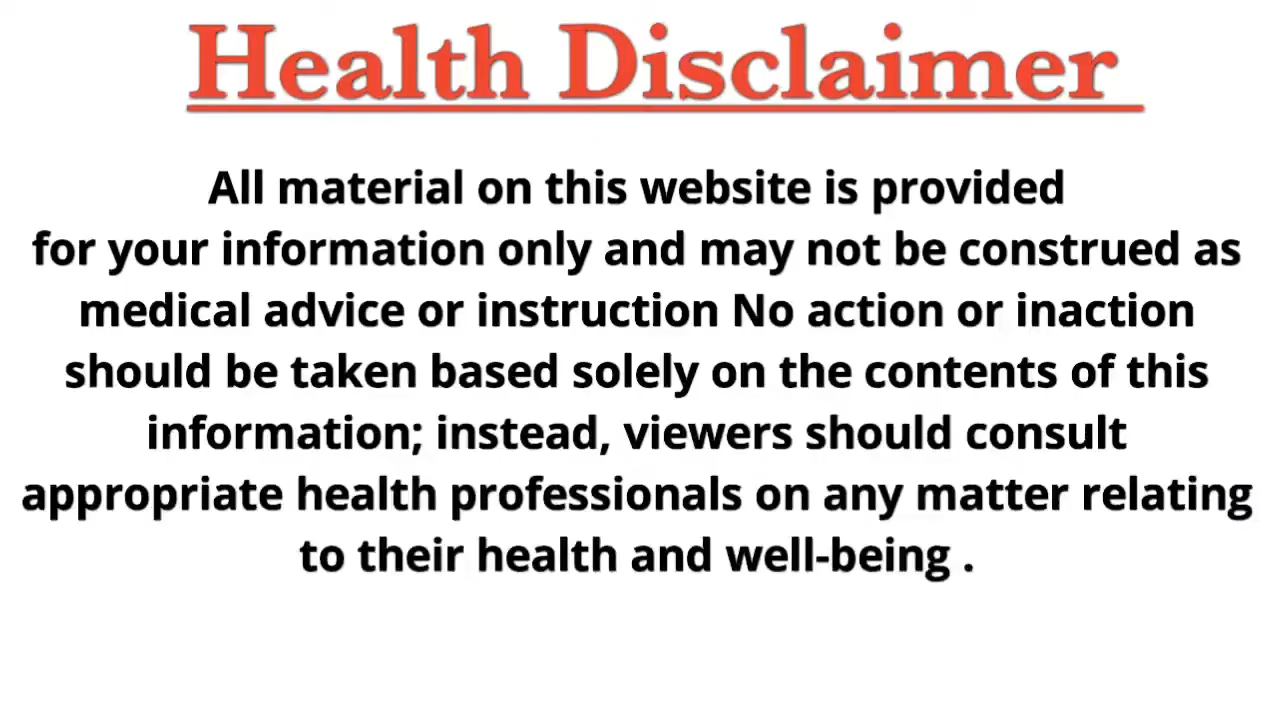 Health Disclaimer
All material on this website is provided
for your information only and may not be construed as
medical advice or instruction No action or inaction
should be taken based solely on the contents of this
information; instead, viewers should consult
appropriate health professionals on any matter relating
to their health and well-being .